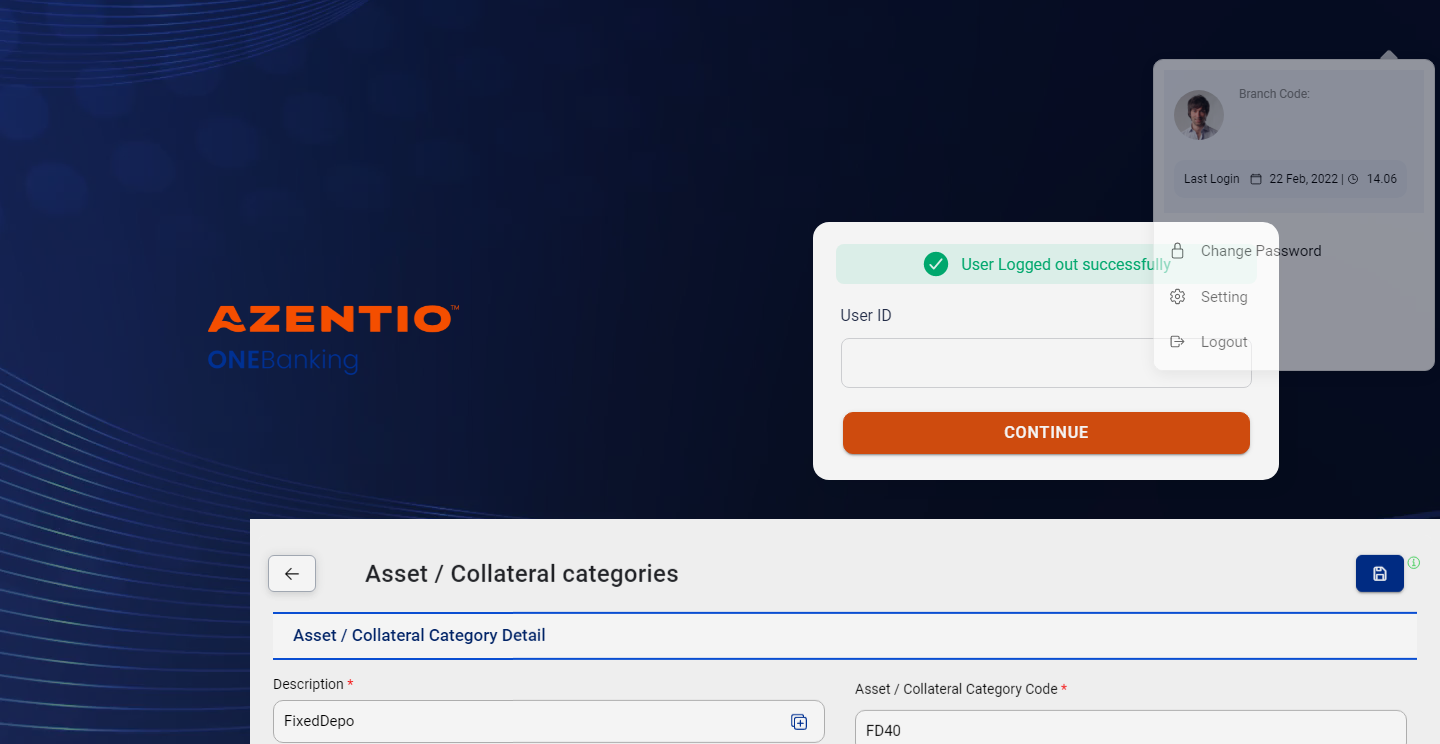 Branch Code:
Last Login 22 Feb, 2022 | 14.06
User Logged out successfully
Change Password
Setting
User ID
Logout
AZENTIO™
ONEBanking
CONTINUE
Asset / Collateral categories
Asset / Collateral Category Detail
Description *
Asset / Collateral Category Code *
FixedDepo
FD40